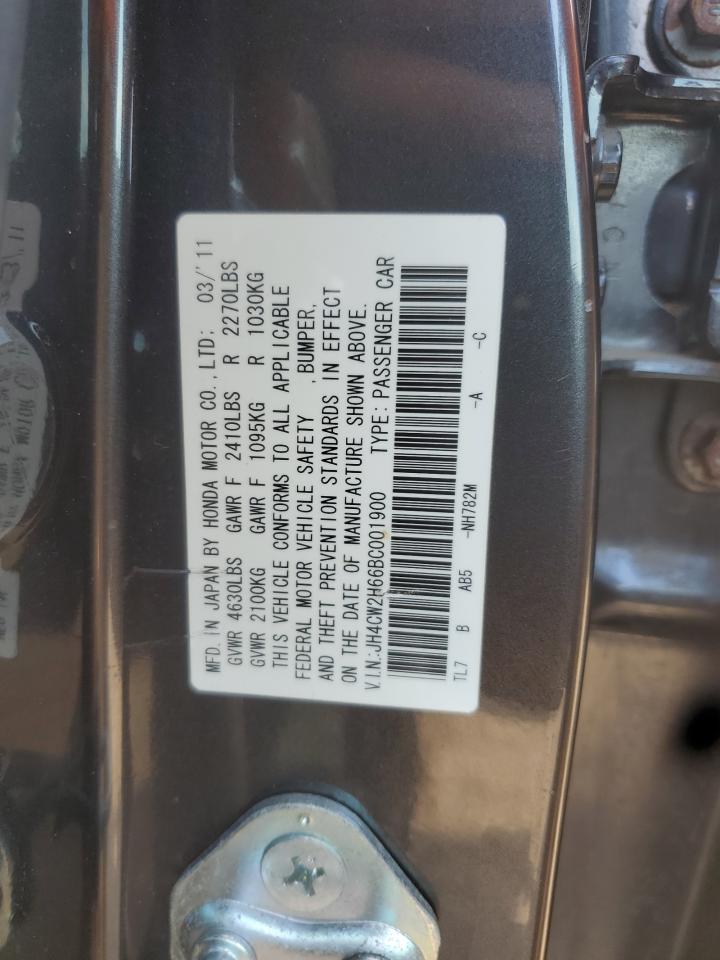 MFD. IN JAPAN BY HONDA MOTOR CO., LTD; 03/'11
GVWR 4630LBS GAWR F 2410LBS R 2270LBS
GVWR 2100KG GAWR F 1095KG R 1030KG
THIS VEHICLE CONFORMS TO ALL APPLICABLE
FEDERAL MOTOR VEHICLE SAFETY , BUMPER,
AND THEFT PREVENTION STANDARDS IN EFFECT
ON THE DATE OF MANUFACTURE SHOWN ABOVE.
V.I.N.:JH4CW2H66BC001900 TYPE: PASSENGER CAR
TL7 B AB5 -NH782M -A -C